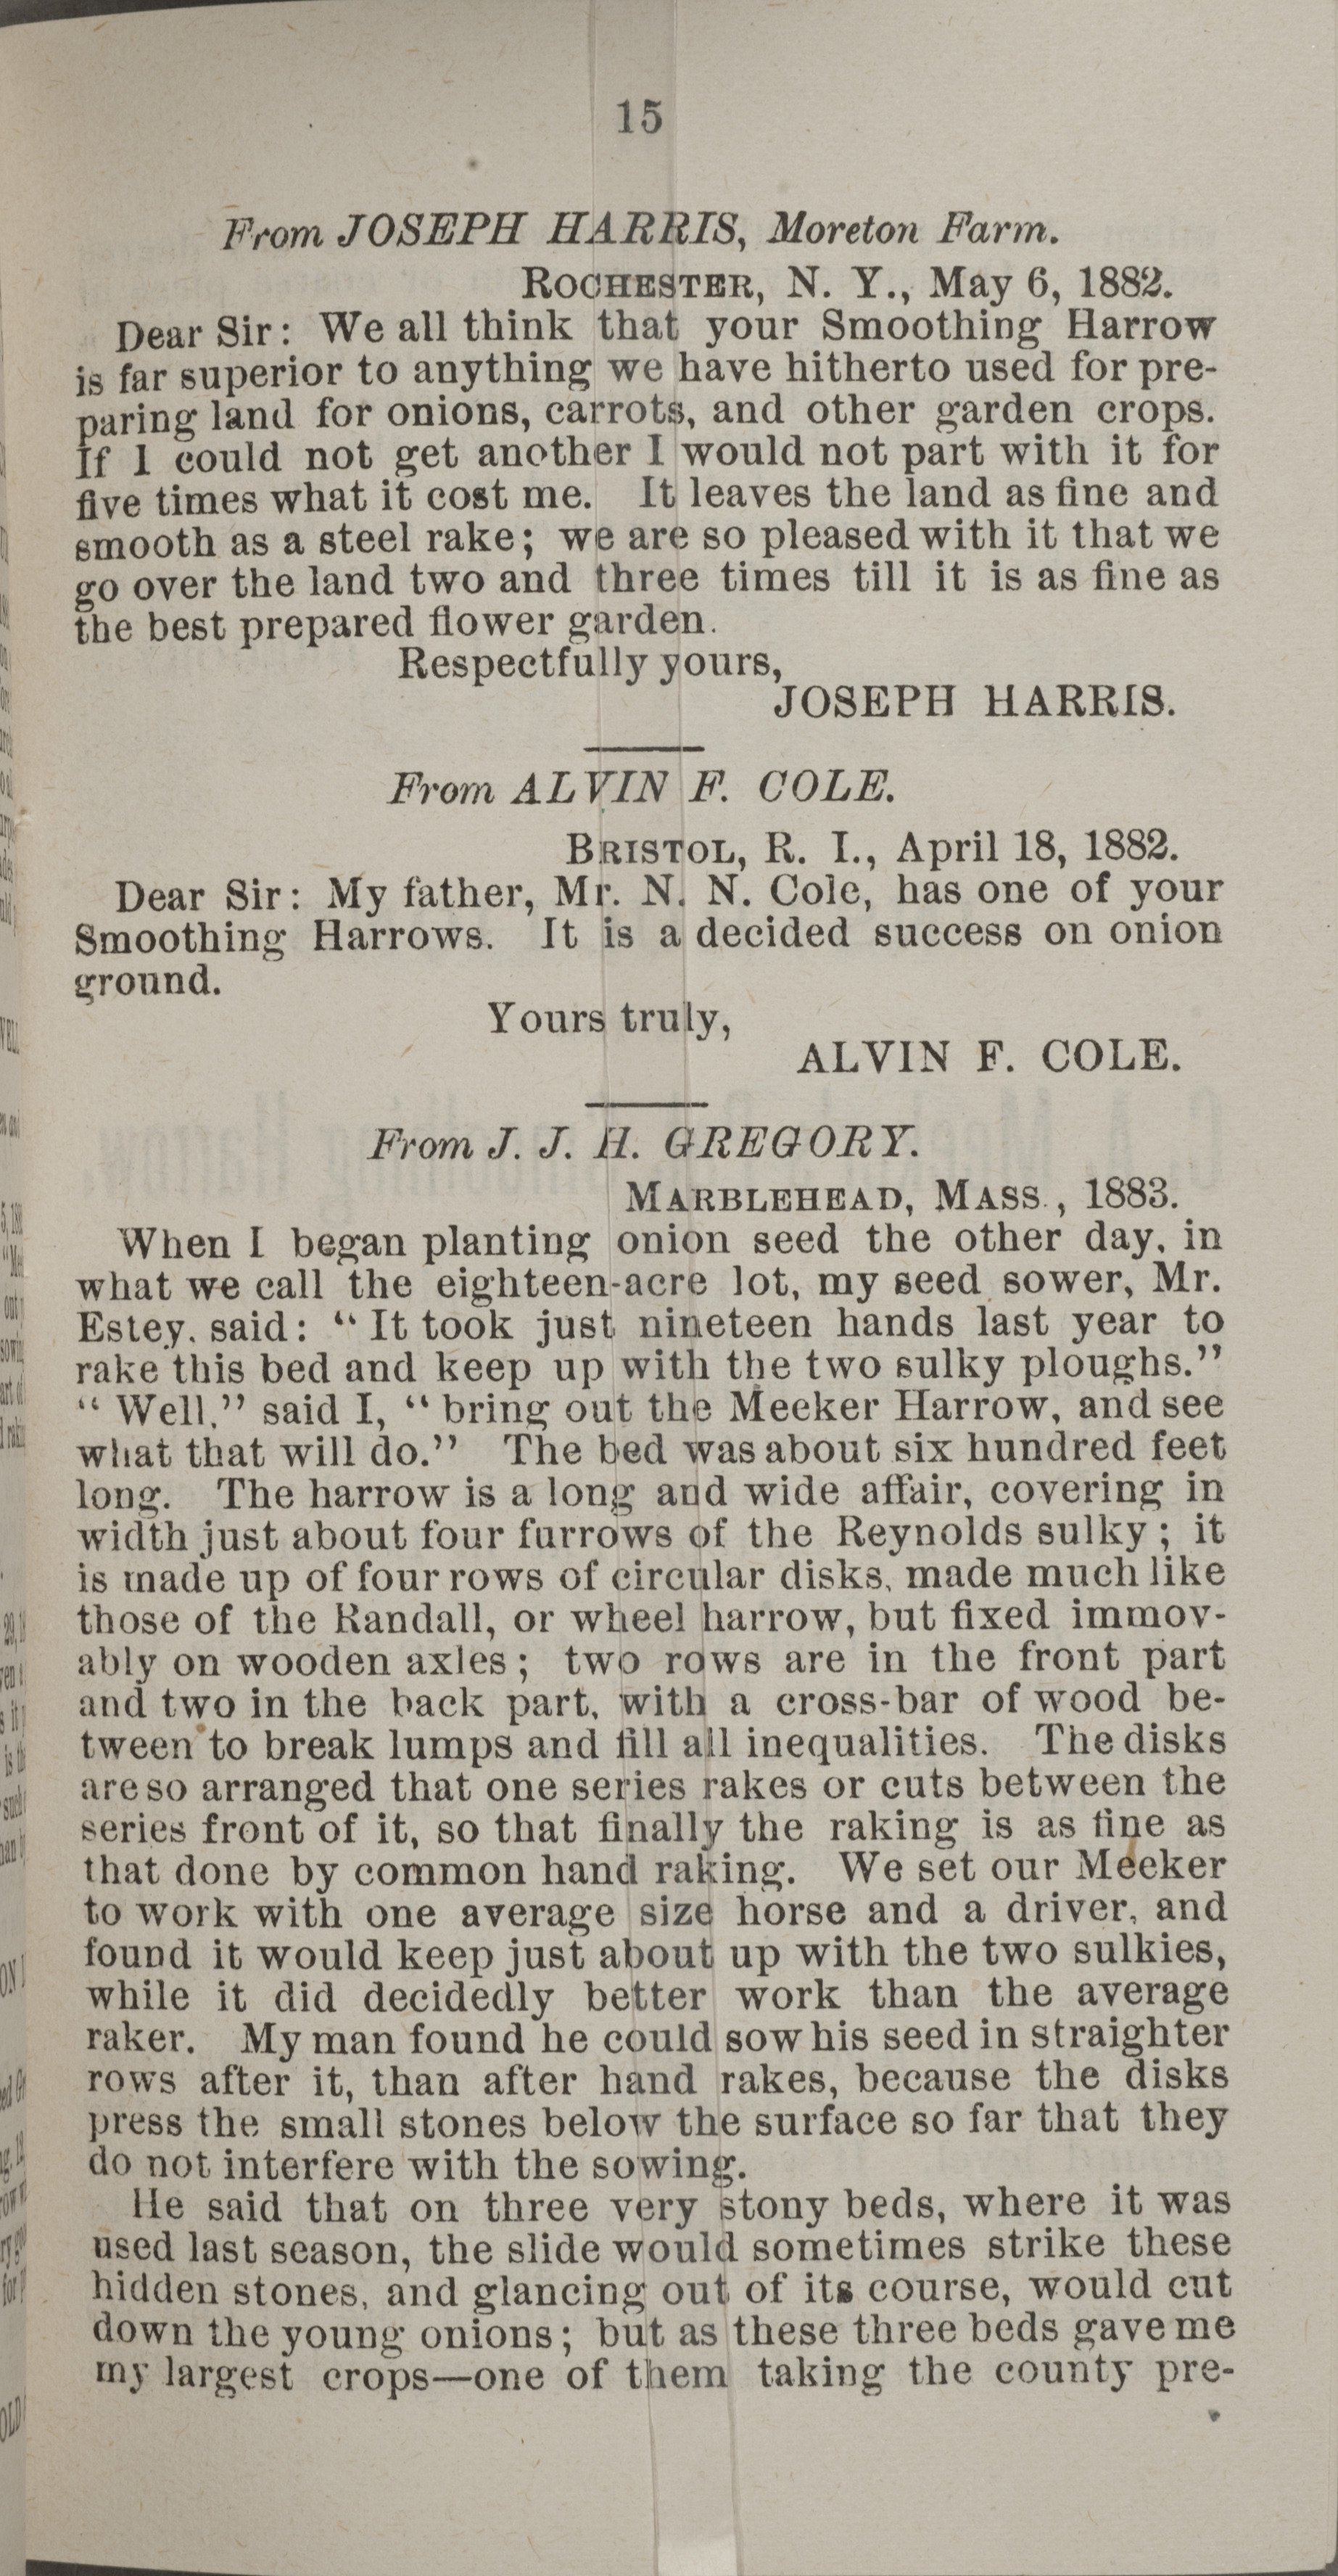 15
From JOSEPH HARRIS, Moreton Farm.
ROCHESTER, N. Y., May 6, 1882.
Dear Sir: We all think that your Smoothing Harrow
is far superior to anything we have hitherto used for pre-
paring land for onions, carrots, and other garden crops.
If I could not get another I would not part with it for
five times what it cost me. It leaves the land as fine and
smooth as a steel rake; we are so pleased with it that we
go over the land two and three times till it is as fine as
the best prepared flower garden.
Respectfully yours,
JOSEPH HARRIS.
From ALVIN F. COLE.
BRISTOL, R. I., April 18, 1882.
Dear Sir: My father, Mr. N. N. Cole, has one of your
Smoothing Harrows. It is a decided success on onion
ground.
Yours truly,
ALVIN F. COLE.
From J. J. H. GREGORY.
MARBLEHEAD, MASS., 1883.
When I began planting onion seed the other day, in
what we call the eighteen-acre lot, my seed sower, Mr.
Estey, said: “It took just nineteen hands last year to
rake this bed and keep up with the two sulky ploughs.”
“Well,” said I, “bring out the Meeker Harrow, and see
what that will do.” The bed was about six hundred feet
long. The harrow is a long and wide affair, covering in
width just about four furrows of the Reynolds sulky; it
is made up of four rows of circular disks, made much like
those of the Randall, or wheel harrow, but fixed immov-
ably on wooden axles; two rows are in the front part
and two in the back part, with a cross-bar of wood be-
tween to break lumps and fill all inequalities. The disks
are so arranged that one series rakes or cuts between the
series front of it, so that finally the raking is as fine as
that done by common hand raking. We set our Meeker
to work with one average size horse and a driver, and
found it would keep just about up with the two sulkies,
while it did decidedly better work than the average
raker. My man found he could sow his seed in straighter
rows after it, than after hand rakes, because the disks
press the small stones below the surface so far that they
do not interfere with the sowing.
He said that on three very stony beds, where it was
used last season, the slide would sometimes strike these
hidden stones, and glancing out of its course, would cut
down the young onions; but as these three beds gave me
my largest crops—one of them taking the county pre-